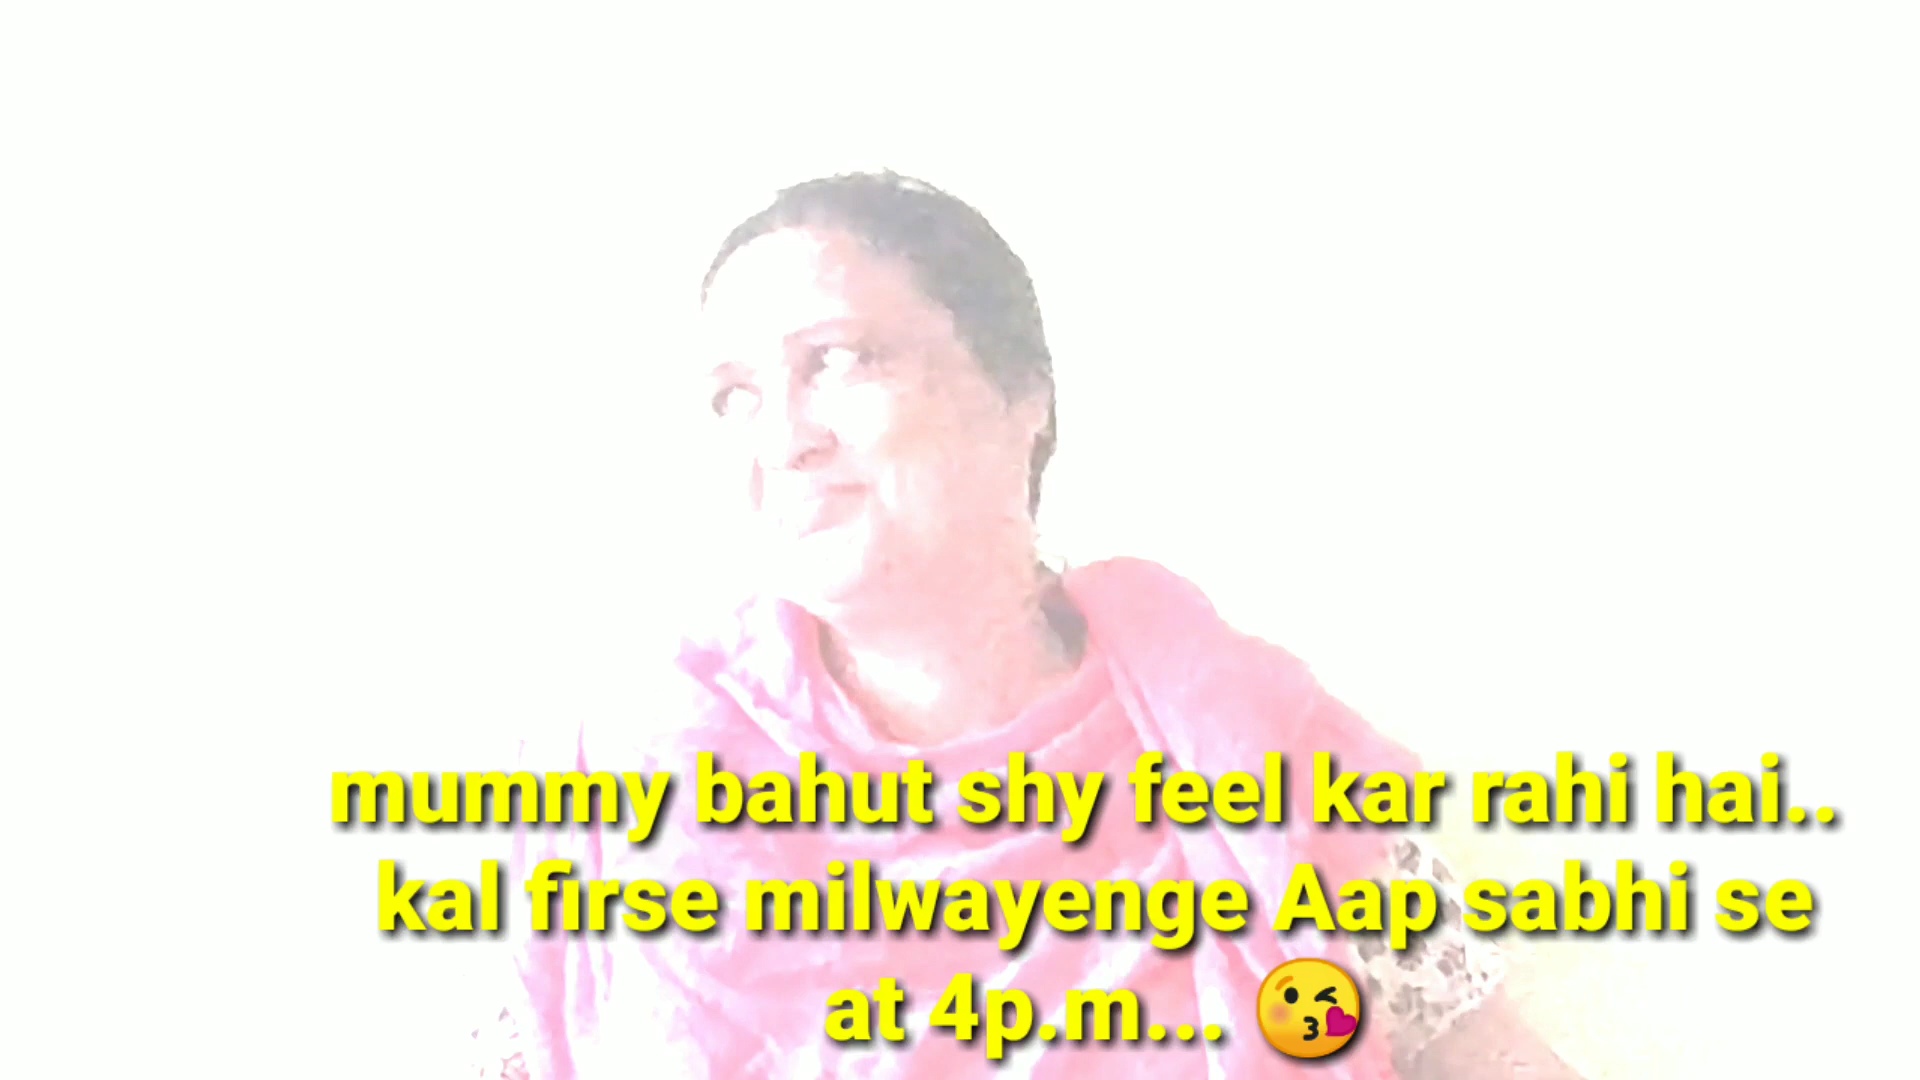 mummy bahut shy feel kar rahi hai..
kal firse milwayenge Aap sabhi se
at 4p.m... 😘